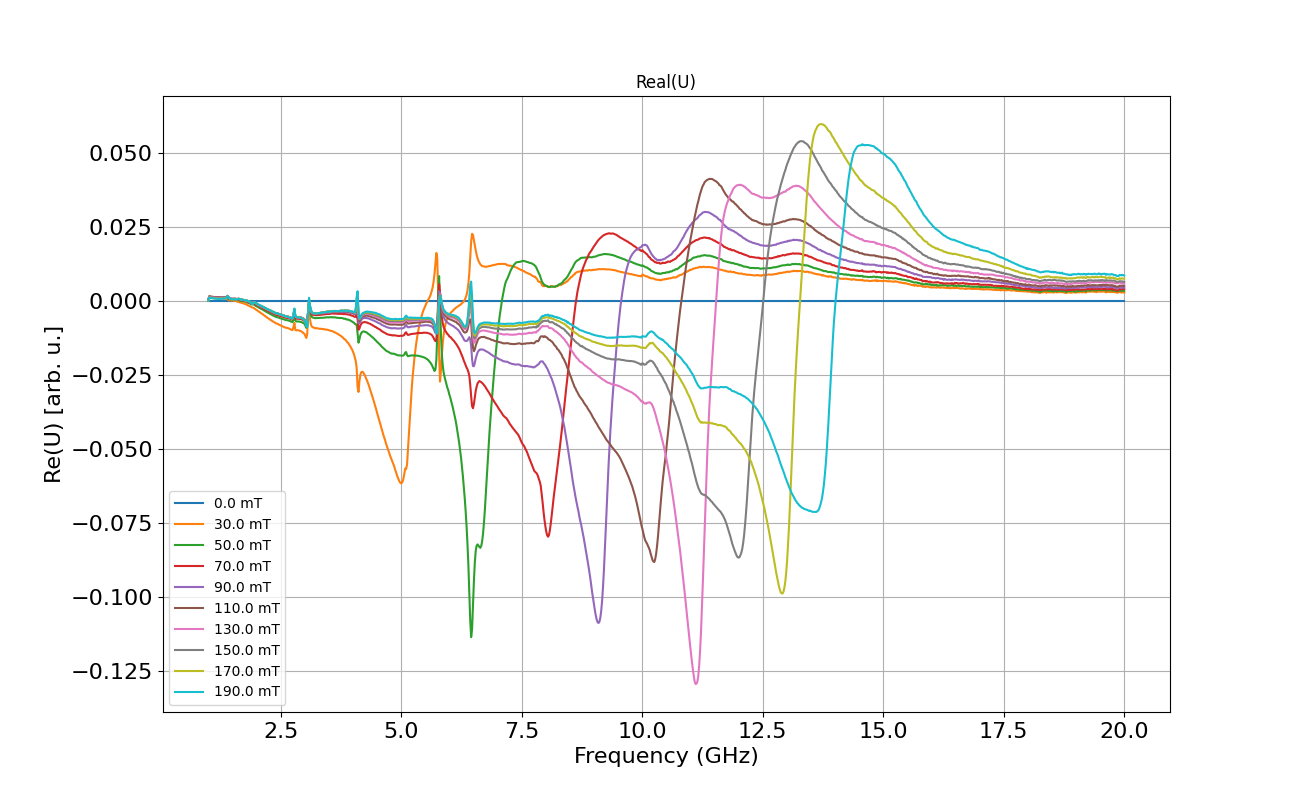 Real(U)
0.050
0.025
0.000
−0.025
−0.050
−0.075
−0.100
−0.125
Re(U) [arb. u.]
0.0 mT
30.0 mT
50.0 mT
70.0 mT
90.0 mT
110.0 mT
130.0 mT
150.0 mT
170.0 mT
190.0 mT
2.5 5.0 7.5 10.0 12.5 15.0 17.5 20.0
Frequency (GHz)